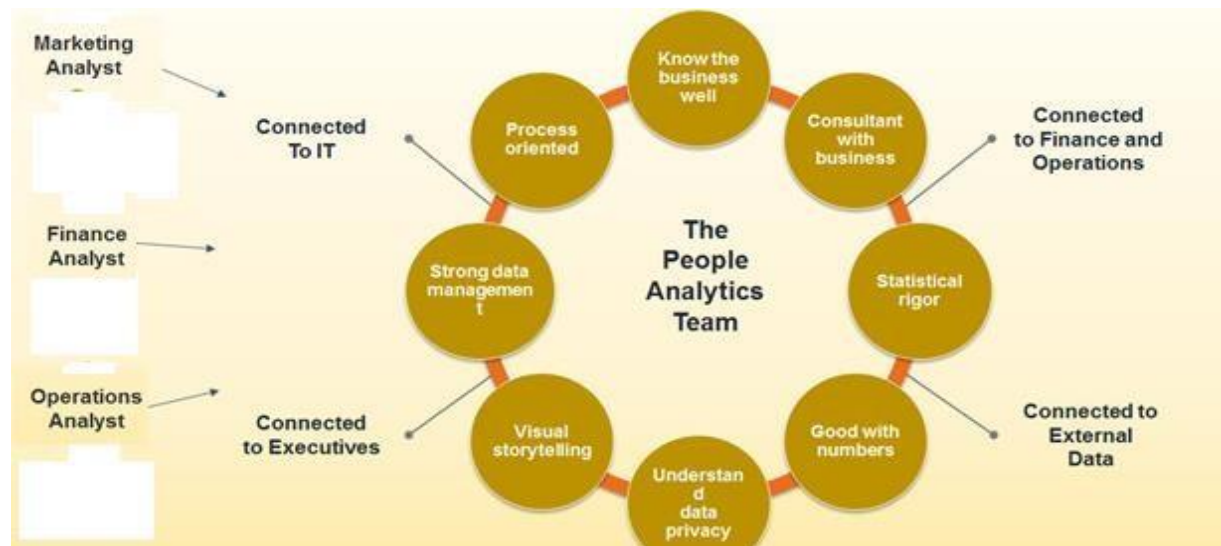 Marketing
Analyst
Finance
Analyst
Operations
Analyst
Connected
To IT
Connected
to Executives
Know the
business
well
Consultant
with
business
Statistical
rigor
Good with
numbers
Understan
d
data
privacy
Visual
storytelling
Strong data
managemen
t
Process
oriented
The
People
Analytics
Team
Connected
to Finance and
Operations
Connected to
External
Data